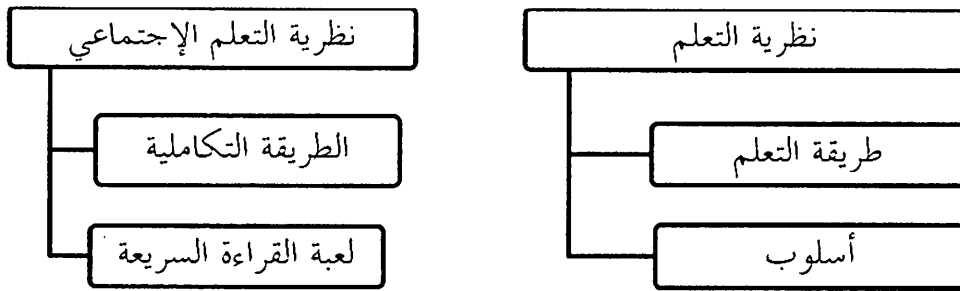 نظرية التعلم
طريقة التعلم
أسلوب
نظرية التعلم الإجتماعي
الطريقة التكاملية
لعبة القراءة السريعة